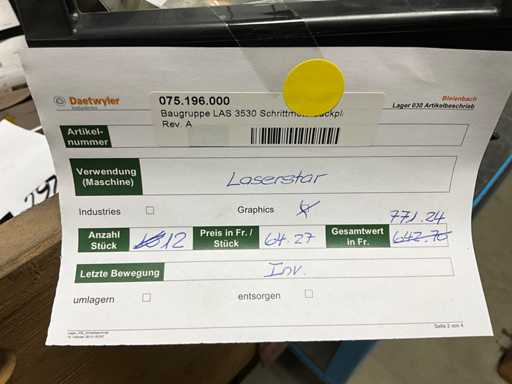 Daetwyler
Industries
Bleienbach
Lager 030 Artikelbeschrieb
075.196.000
Baugruppe LAS 3530
Rev. A
Artikel-
nummer
Verwendung
(Maschine)
Laserstar
Industries
Graphics
771.24
Anzahl
Stück
12
Preis in Fr. /
Stück
64.27
Gesamtwert
in Fr.
642.70
Letzte Bewegung
Inv.
umlagern
entsorgen
Seite 2 von 4